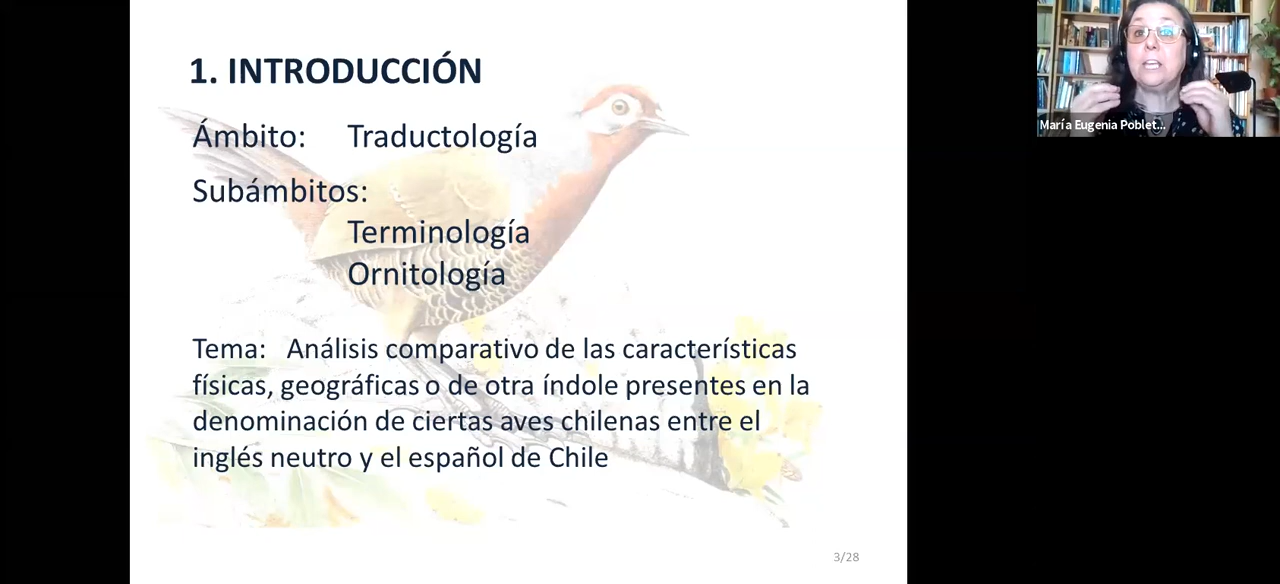 1. INTRODUCCIÓN
Ámbito: Traductología
Subámbitos:
Terminología
Ornitología
Tema: Análisis comparativo de las características
físicas, geográficas o de otra índole presentes en la
denominación de ciertas aves chilenas entre el
inglés neutro y el español de Chile
3/28
María Eugenia Poblet...